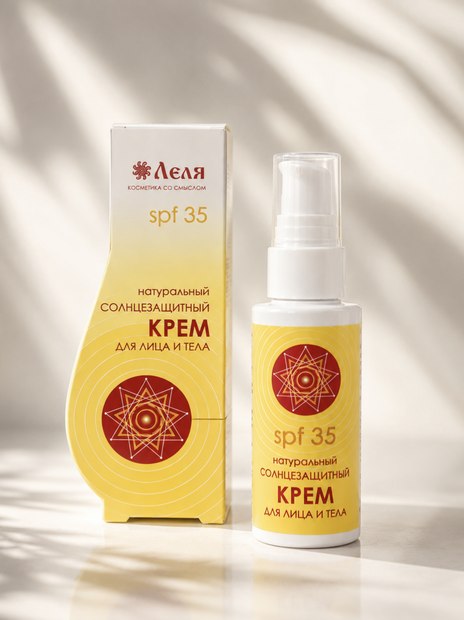 Леля
КОСМЕТИКА СО СМЫСЛОМ
spf 35
натуральный
СОЛНЦЕЗАЩИТНЫЙ
КРЕМ
ДЛЯ ЛИЦА И ТЕЛА
spf 35
натуральный
СОЛНЦЕЗАЩИТНЫЙ
КРЕМ
ДЛЯ ЛИЦА И ТЕЛА